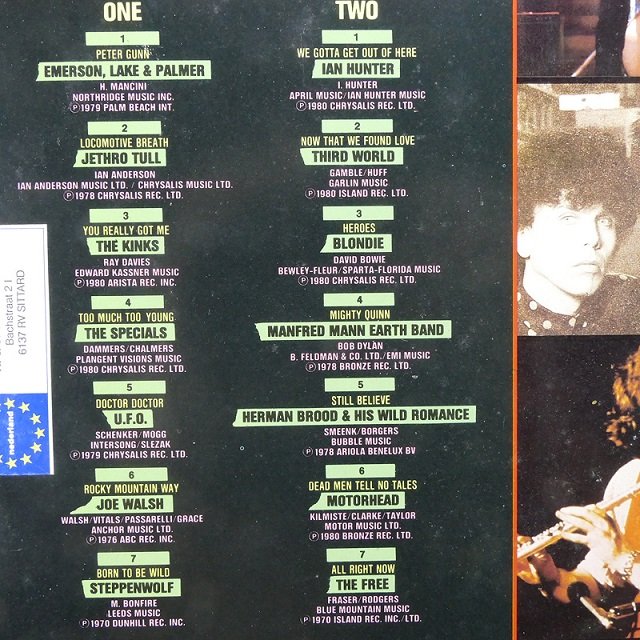 ONE
1
PETER GUNN
EMERSON, LAKE & PALMER
H. MANCINI
NORTHRIDGE MUSIC INC.
Ⓟ 1979 PALM BEACH INT.
2
LOCOMOTIVE BREATH
JETHRO TULL
IAN ANDERSON
IAN ANDERSON MUSIC LTD. / CHRYSALIS MUSIC LTD.
Ⓟ 1978 CHRYSALIS REC. LTD.
3
YOU REALLY GOT ME
THE KINKS
RAY DAVIES
EDWARD KASSNER MUSIC
Ⓟ 1980 ARISTA REC. INC.
4
TOO MUCH TOO YOUNG
THE SPECIALS
DAMMERS/CHALMERS
PLANGENT VISIONS MUSIC
Ⓟ 1980 CHRYSALIS REC. LTD.
5
DOCTOR DOCTOR
U.F.O.
SCHENKER/MOGG
INTERSONG/SLEZAK
Ⓟ 1979 CHRYSALIS REC. LTD.
6
ROCKY MOUNTAIN WAY
JOE WALSH
WALSH/VITALS/PASSARELLI/GRACE
ANCHOR MUSIC LTD.
Ⓟ 1976 ABC REC. INC.
7
BORN TO BE WILD
STEPPENWOLF
M. BONFIRE
LEEDS MUSIC
Ⓟ 1970 DUNHILL REC. INC.
TWO
1
WE GOTTA GET OUT OF HERE
IAN HUNTER
I. HUNTER
APRIL MUSIC/IAN HUNTER MUSIC
Ⓟ 1980 CHRYSALIS REC. LTD.
2
NOW THAT WE FOUND LOVE
THIRD WORLD
GAMBLE/HUFF
GARLIN MUSIC
Ⓟ 1980 ISLAND REC. LTD.
3
HEROES
BLONDIE
DAVID BOWIE
BEWLEY-FLEUR/SPARTA-FLORIDA MUSIC
Ⓟ 1980 CHRYSALIS REC. LTD.
4
MIGHTY QUINN
MANFRED MANN EARTH BAND
BOB DYLAN
B. FELDMAN & CO. LTD./EMI MUSIC
Ⓟ 1978 BRONZE REC. LTD.
5
STILL BELIEVE
HERMAN BROOD & HIS WILD ROMANCE
SMEENK/BORGERS
BUBBLE MUSIC
Ⓟ 1978 ARIOLA BENELUX BV
6
DEAD MEN TELL NO TALES
MOTORHEAD
KILMISTE/CLARKE/TAYLOR
MOTOR MUSIC LTD.
Ⓟ 1980 BRONZE REC. LTD.
7
ALL RIGHT NOW
THE FREE
FRASER/RODGERS
BLUE MOUNTAIN MUSIC
Ⓟ 1970 ISLAND REC. INC./LTD.
Bachstraat 21
6137 RV SITTARD
nederland